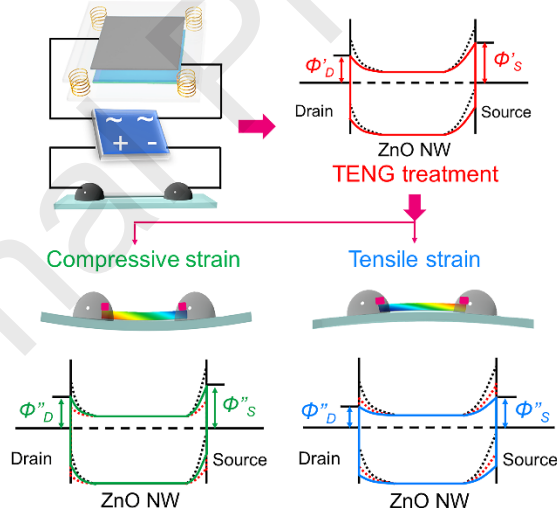 ~ ~
+ -
Φ'D
Φ'S
Drain
Source
ZnO NW
TENG treatment
Compressive strain
Tensile strain
Φ"D
Φ"S
Drain
Source
ZnO NW
Φ"D
Φ"S
Drain
Source
ZnO NW